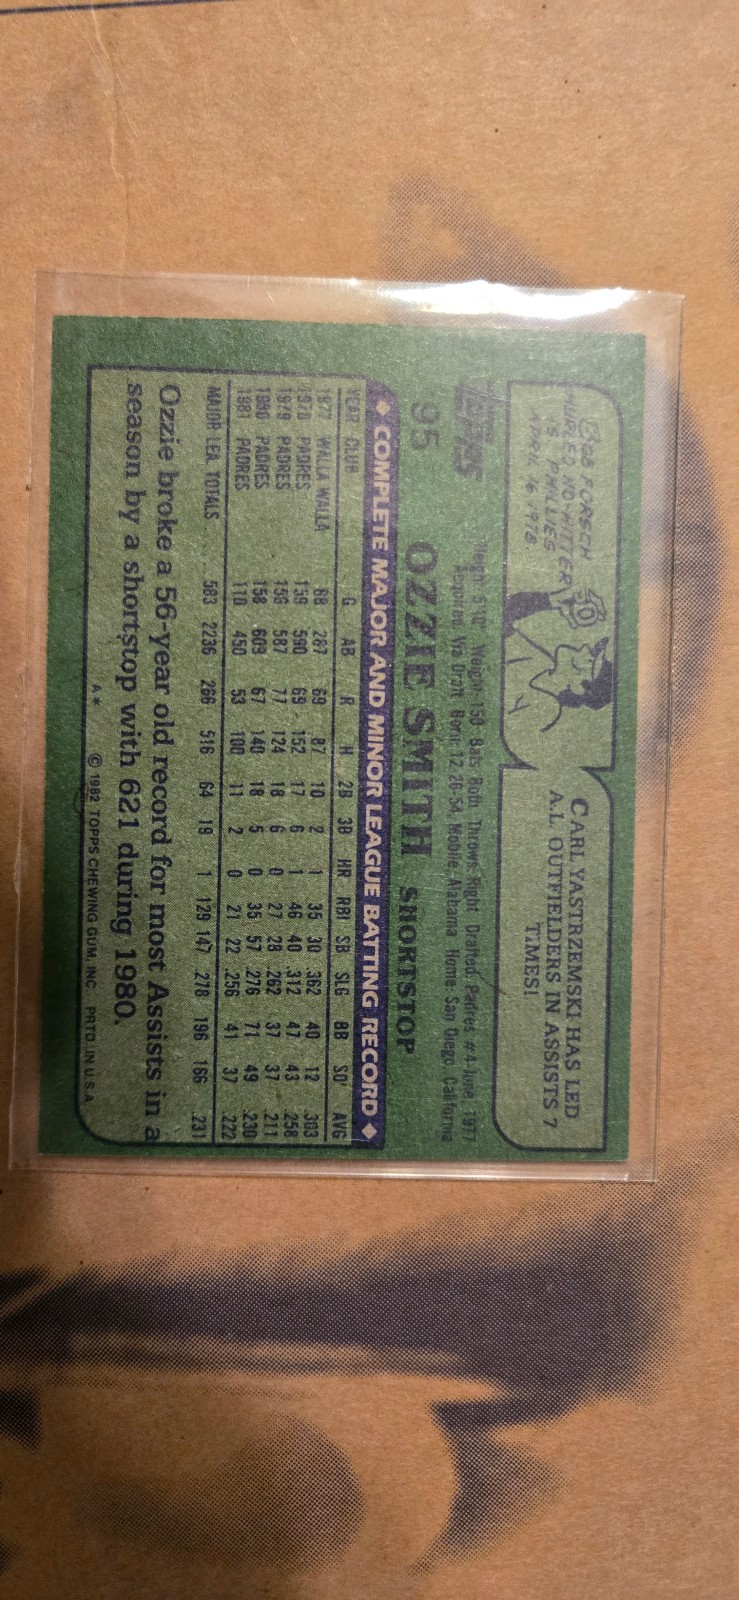 BOB FORSCH
HURLED NO-HITTER
VS PHILLIES
APRIL 16, 1978.
CARL YASTRZEMSKI HAS LED
A.L. OUTFIELDERS IN ASSISTS 7
TIMES!
TOPPS
Height: 5'10" Weight: 150 Bats: Both Throws: Right Drafted: Padres #4-June, 1977
Acquired: Via Draft Born: 12-26-54, Mobile, Alabama Home: San Diego, California
95 OZZIE SMITH SHORTSTOP
◆ COMPLETE MAJOR AND MINOR LEAGUE BATTING RECORD ◆
YEAR CLUB G AB R H 2B 3B HR RBI SB SLG BB SO AVG
1977 WALLA WALLA 68 287 69 87 10 2 1 35 30 .362 40 12 .303
1978 PADRES 159 590 69 152 17 6 1 46 40 .312 47 43 .258
1979 PADRES 156 587 77 124 18 6 0 27 28 .262 37 37 .211
1980 PADRES 158 609 67 140 18 5 0 35 57 .276 71 49 .230
1981 PADRES 110 450 53 100 11 2 0 21 22 .256 41 37 .222
MAJOR LEA. TOTALS .... 583 2236 266 516 64 19 1 129 147 .278 196 166 .231
Ozzie broke a 56-year old record for most Assists in a
season by a shortstop with 621 during 1980.
A* © 1982 TOPPS CHEWING GUM, INC. PRTD. IN U.S.A.